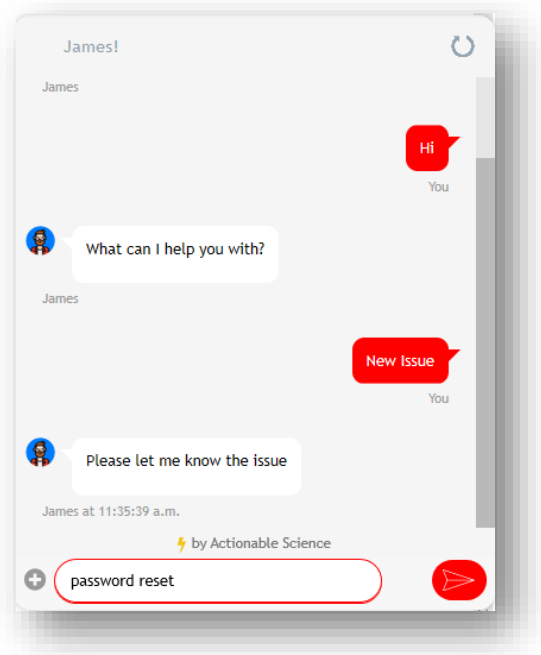 James!
James
Hi
You
What can I help you with?
James
New Issue
You
Please let me know the issue
James at 11:35:39 a.m.
by Actionable Science
password reset